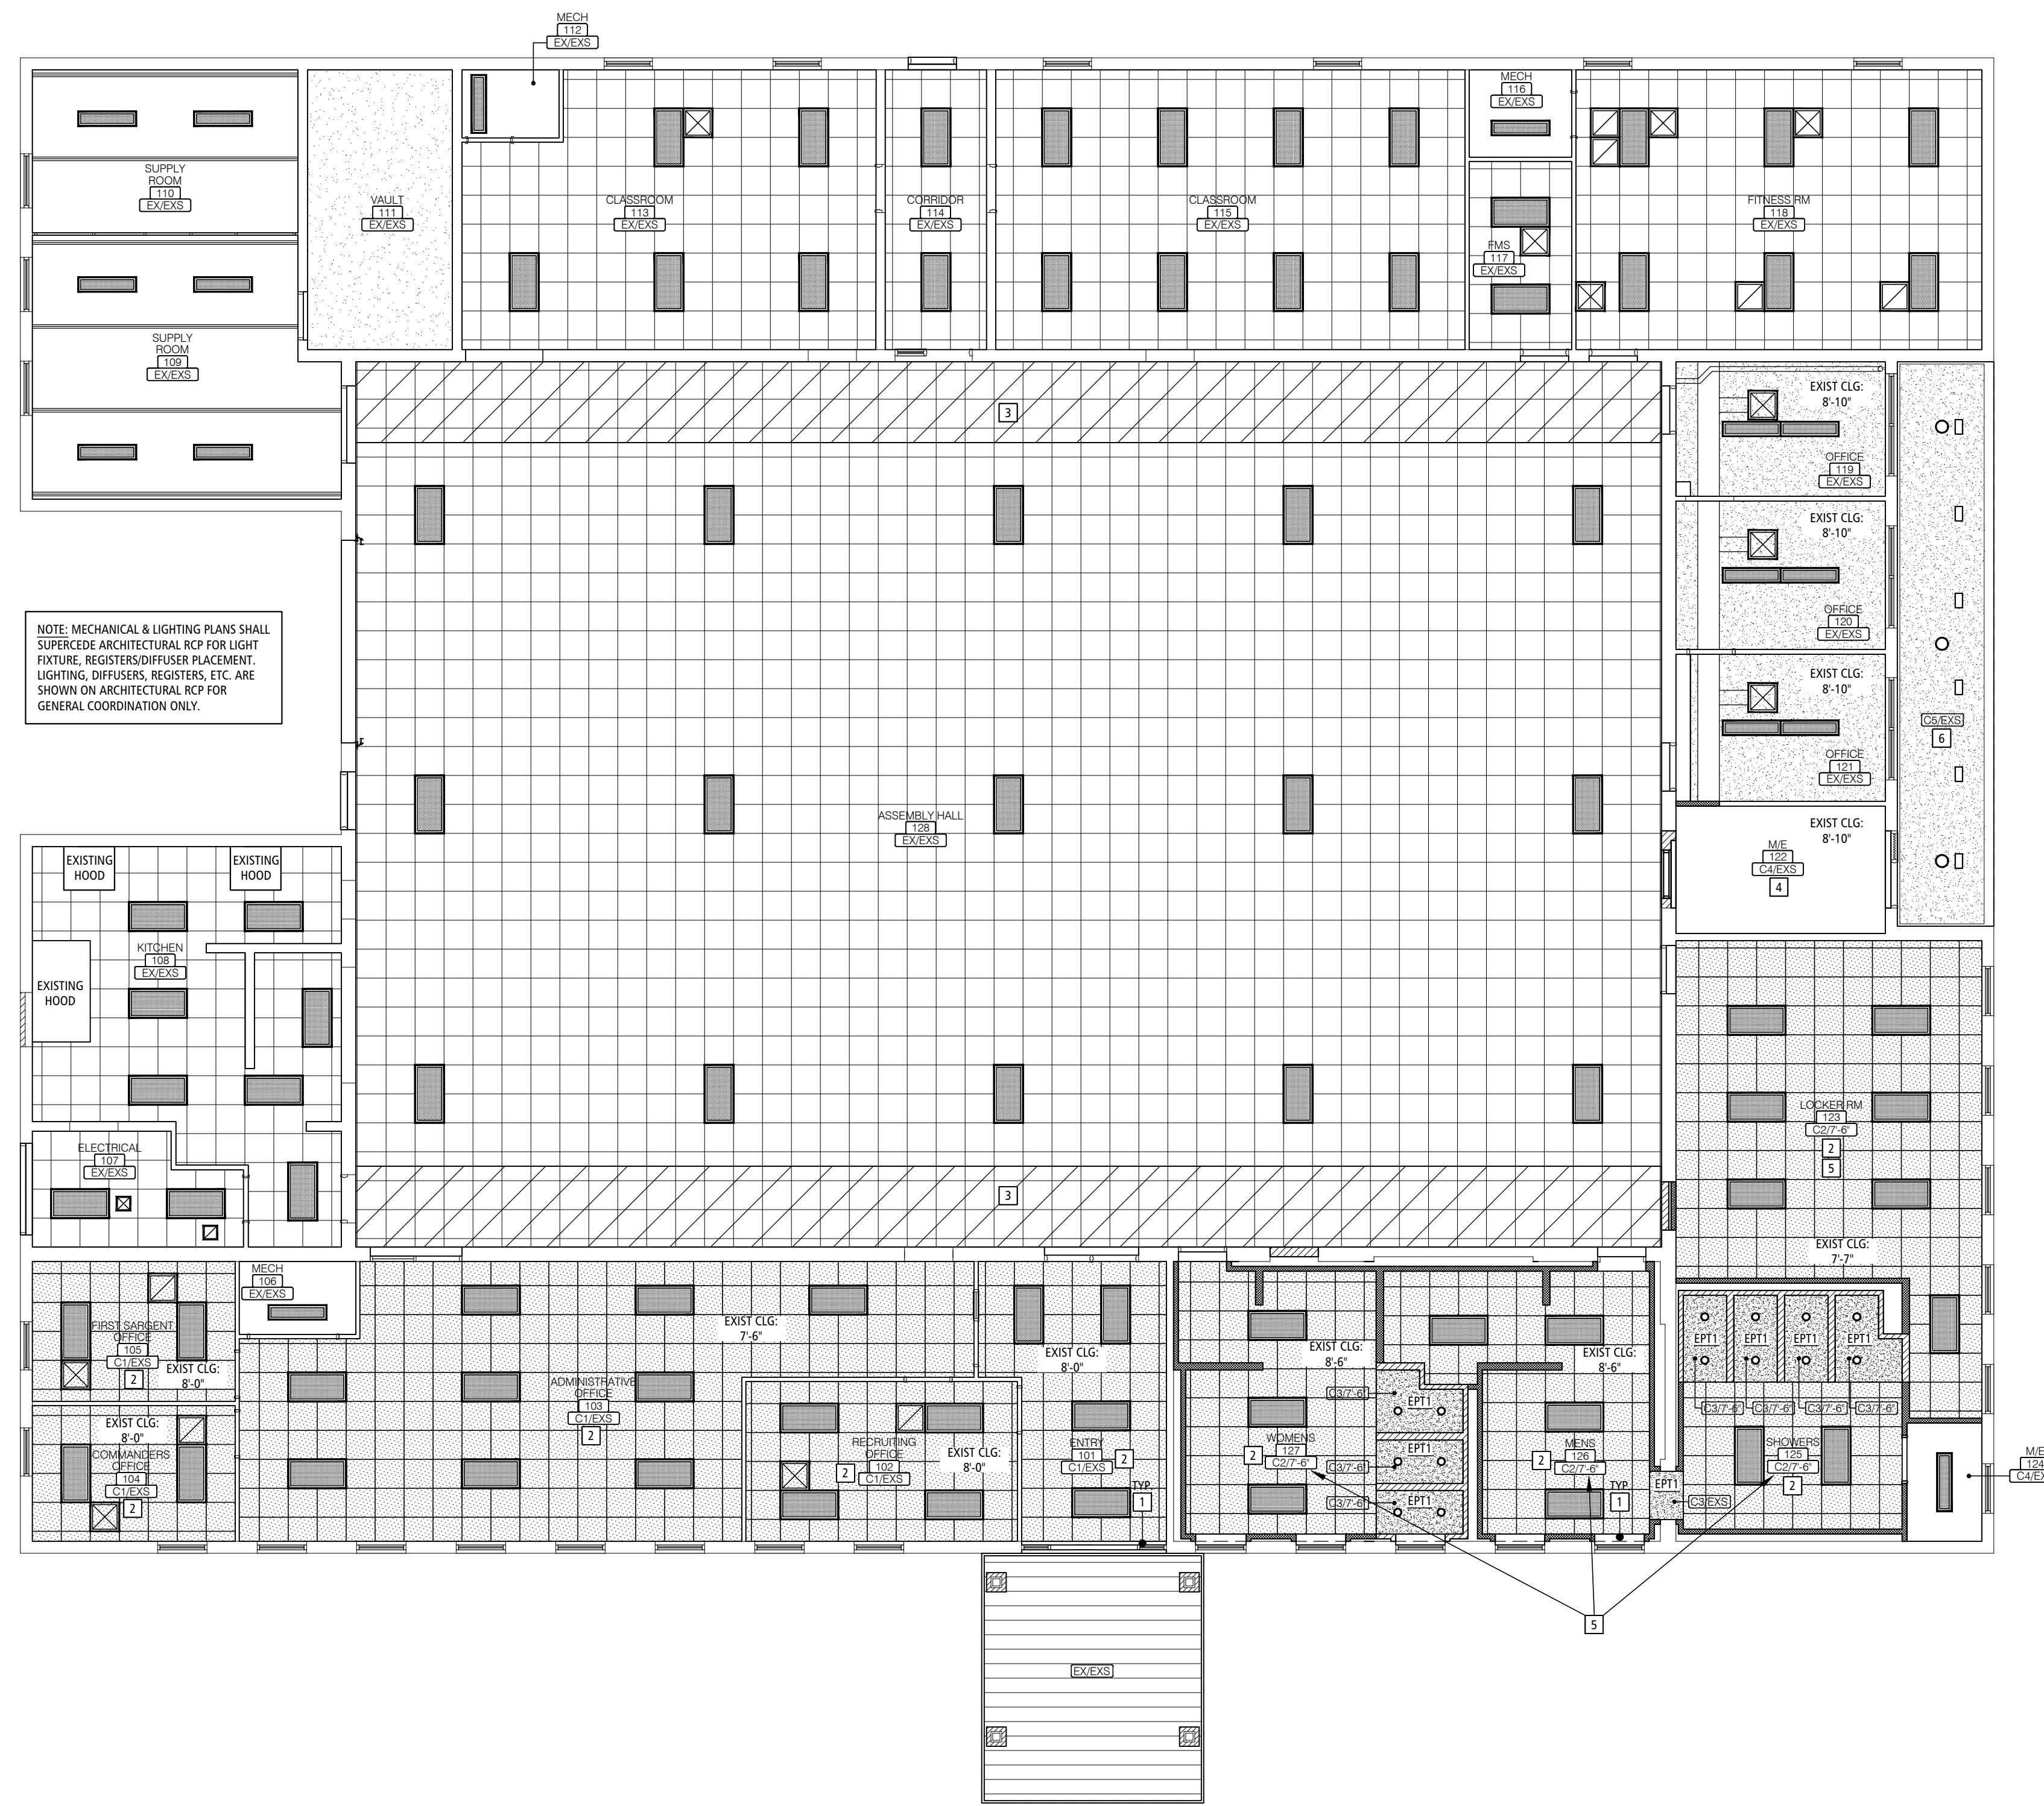 MECH
112
EX/EXS
SUPPLY
ROOM
110
EX/EXS
VAULT
111
EX/EXS
CLASSROOM
113
EX/EXS
CORRIDOR
114
EX/EXS
CLASSROOM
115
EX/EXS
MECH
116
EX/EXS
FMS
117
EX/EXS
FITNESS RM
118
EX/EXS
SUPPLY
ROOM
109
EX/EXS
3
EXIST CLG:
8'-10"
OFFICE
119
EX/EXS
EXIST CLG:
8'-10"
OFFICE
120
EX/EXS
EXIST CLG:
8'-10"
OFFICE
121
EX/EXS
C5/EXS
6
NOTE: MECHANICAL & LIGHTING PLANS SHALL
SUPERCEDE ARCHITECTURAL RCP FOR LIGHT
FIXTURE, REGISTERS/DIFFUSER PLACEMENT.
LIGHTING, DIFFUSERS, REGISTERS, ETC. ARE
SHOWN ON ARCHITECTURAL RCP FOR
GENERAL COORDINATION ONLY.
ASSEMBLY HALL
128
EX/EXS
EXIST CLG:
8'-10"
M/E
122
C4/EXS
4
EXISTING
HOOD
EXISTING
HOOD
KITCHEN
108
EX/EXS
EXISTING
HOOD
LOCKER RM
123
C2/7'-6"
2
5
EXIST CLG:
7'-7"
ELECTRICAL
107
EX/EXS
3
MECH
106
EX/EXS
FIRST SARGENT
OFFICE
105
C1/EXS
2
EXIST CLG:
8'-0"
EXIST CLG:
8'-0"
COMMANDERS
OFFICE
104
C1/EXS
2
EXIST CLG:
7'-6"
ADMINISTRATIVE
OFFICE
103
C1/EXS
2
RECRUITING
OFFICE
102
C1/EXS
2
EXIST CLG:
8'-0"
EXIST CLG:
8'-0"
ENTRY
101
C1/EXS
2
TYP.
1
EXIST CLG:
8'-6"
WOMENS
127
C2/7'-6"
2
C3/7'-6"
EPT1
C3/7'-6"
EPT1
C3/7'-6"
EPT1
EXIST CLG:
8'-6"
MENS
126
C2/7'-6"
2
TYP.
1
EPT1
C3/EXS
EPT1
EPT1
EPT1
EPT1
C3/7'-6"
C3/7'-6"
C3/7'-6"
C3/7'-6"
SHOWERS
125
C2/7'-6"
2
M/E
124
C4/EX
5
EX/EXS